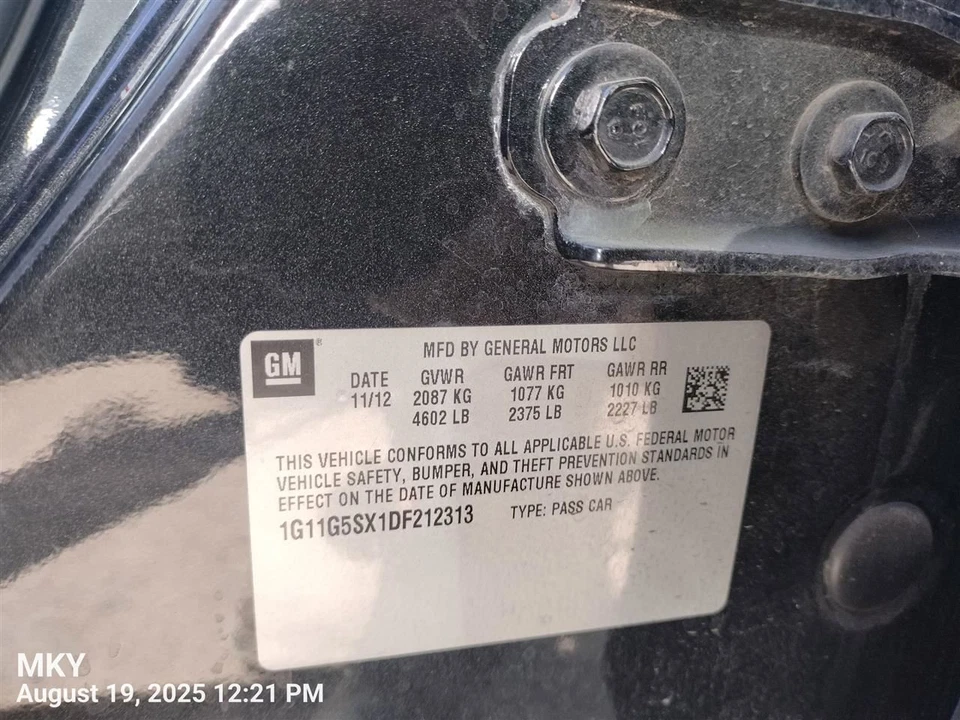 GM
MFD BY GENERAL MOTORS LLC
DATE GVWR GAWR FRT GAWR RR
11/12 2087 KG 1077 KG 1010 KG
4602 LB 2375 LB 2227 LB
THIS VEHICLE CONFORMS TO ALL APPLICABLE U.S. FEDERAL MOTOR
VEHICLE SAFETY, BUMPER, AND THEFT PREVENTION STANDARDS IN
EFFECT ON THE DATE OF MANUFACTURE SHOWN ABOVE.
1G11G5SX1DF212313 TYPE: PASS CAR
MKY
August 19, 2025 12:21 PM